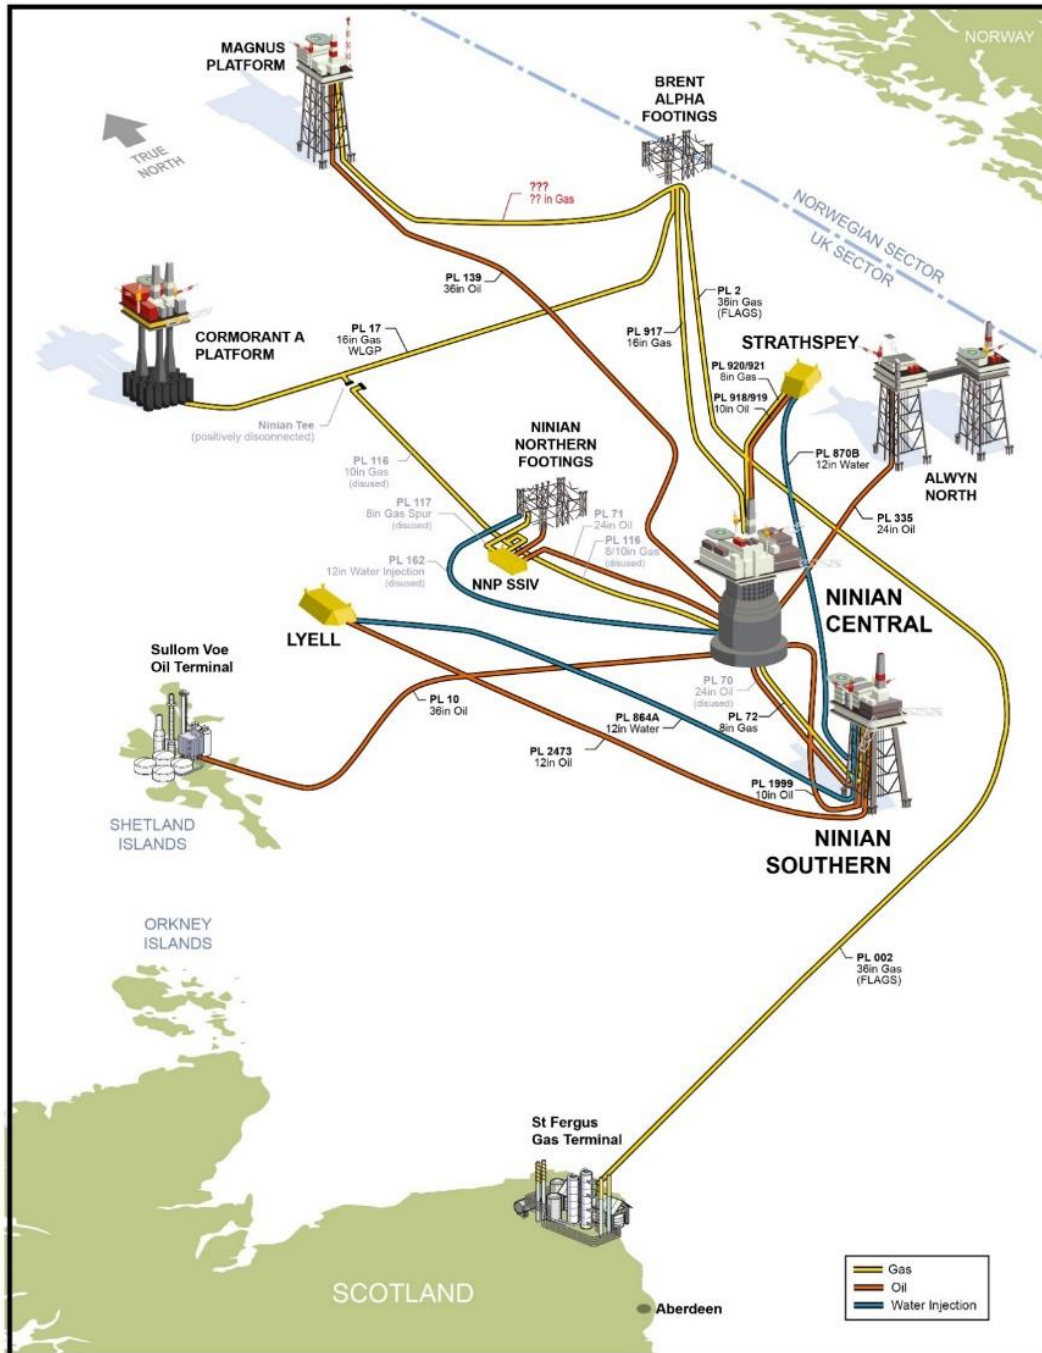 MAGNUS
PLATFORM
NORWAY
BRENT
ALPHA
FOOTINGS
TRUE
NORTH
???
?? in Gas
NORWEGIAN SECTOR
UK SECTOR
PL 139
36in Oil
PL 2
36in Gas
(FLAGS)
CORMORANT A
PLATFORM
PL 17
16in Gas
WLGP
PL 917
16in Gas
STRATHSPEY
PL 920/921
8in Gas
PL 918/919
10in Oil
Ninian Tee
(positively disconnected)
NINIAN
NORTHERN
FOOTINGS
PL 870B
12in Water
ALWYN
NORTH
PL 116
10in Gas
(disused)
PL 117
8in Gas Spur
(disused)
PL 71
24in Oil
PL 335
24in Oil
PL 116
8/10in Gas
(disused)
PL 162
12in Water Injection
(disused)
NNP SSIV
NINIAN
CENTRAL
LYELL
Sullom Voe
Oil Terminal
PL 70
24in Oil
(disused)
PL 10
36in Oil
PL 864A
12in Water
PL 72
8in Gas
PL 2473
12in Oil
PL 1999
10in Oil
SHETLAND
ISLANDS
NINIAN
SOUTHERN
ORKNEY
ISLANDS
PL 002
36in Gas
(FLAGS)
St Fergus
Gas Terminal
SCOTLAND
Aberdeen
Gas
Oil
Water Injection